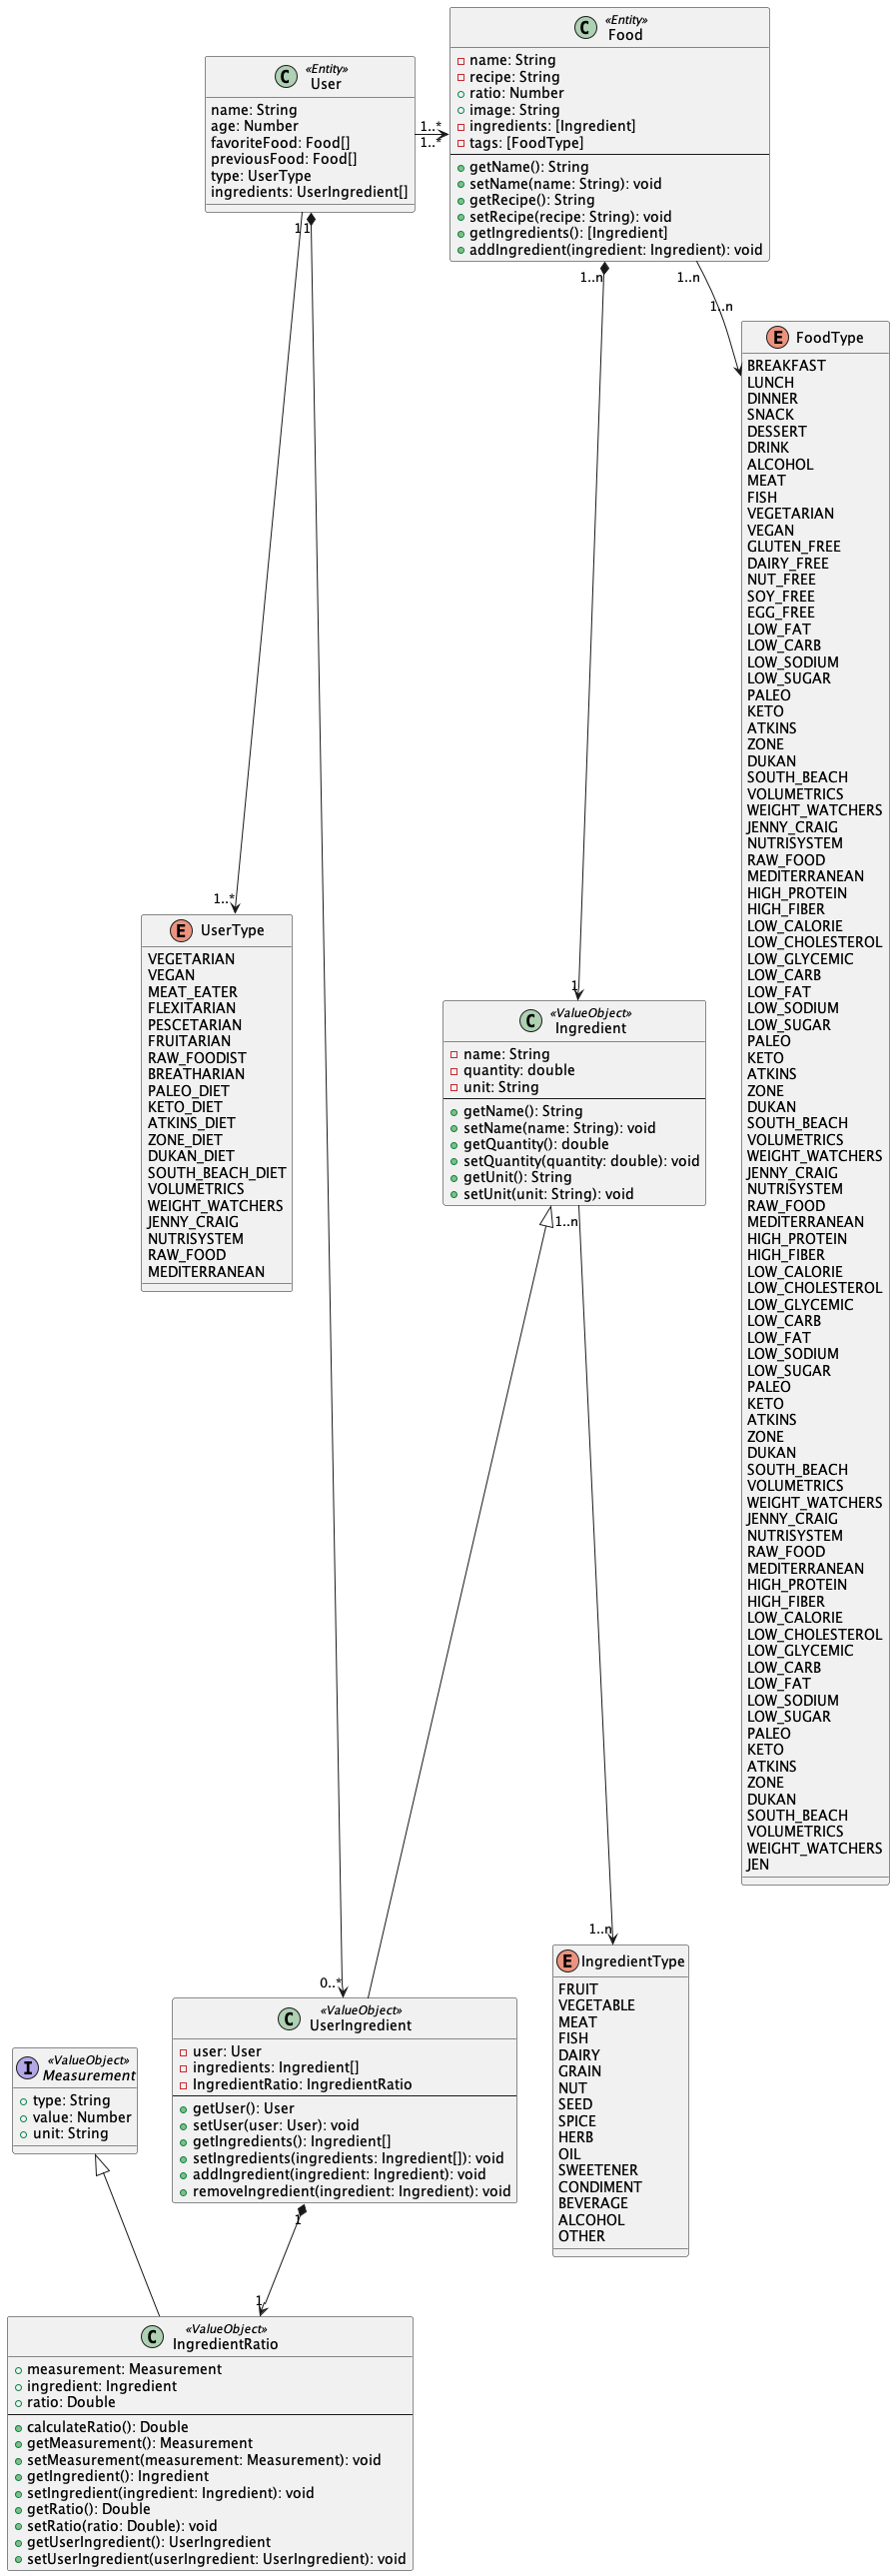 «Entity»
Food
name: String
recipe: String
ratio: Number
image: String
ingredients: [Ingredient]
tags: [FoodType]
getName(): String
setName(name: String): void
getRecipe(): String
setRecipe(recipe: String): void
getIngredients(): [Ingredient]
addIngredient(ingredient: Ingredient): void
«Entity»
User
name: String
age: Number
favoriteFood: Food[]
previousFood: Food[]
type: UserType
ingredients: UserIngredient[]
1..*
1..*
1
1
1..n
1..n
1..n
FoodType
BREAKFAST
LUNCH
DINNER
SNACK
DESSERT
DRINK
ALCOHOL
MEAT
FISH
VEGETARIAN
VEGAN
GLUTEN_FREE
DAIRY_FREE
NUT_FREE
SOY_FREE
EGG_FREE
LOW_FAT
LOW_CARB
LOW_SODIUM
LOW_SUGAR
PALEO
KETO
ATKINS
ZONE
DUKAN
SOUTH_BEACH
VOLUMETRICS
WEIGHT_WATCHERS
JENNY_CRAIG
NUTRISYSTEM
RAW_FOOD
MEDITERRANEAN
HIGH_PROTEIN
HIGH_FIBER
LOW_CALORIE
LOW_CHOLESTEROL
LOW_GLYCEMIC
LOW_CARB
LOW_FAT
LOW_SODIUM
LOW_SUGAR
PALEO
KETO
ATKINS
ZONE
DUKAN
SOUTH_BEACH
VOLUMETRICS
WEIGHT_WATCHERS
JENNY_CRAIG
NUTRISYSTEM
RAW_FOOD
MEDITERRANEAN
HIGH_PROTEIN
HIGH_FIBER
LOW_CALORIE
LOW_CHOLESTEROL
LOW_GLYCEMIC
LOW_CARB
LOW_FAT
LOW_SODIUM
LOW_SUGAR
PALEO
KETO
ATKINS
ZONE
DUKAN
SOUTH_BEACH
VOLUMETRICS
WEIGHT_WATCHERS
JENNY_CRAIG
NUTRISYSTEM
RAW_FOOD
MEDITERRANEAN
HIGH_PROTEIN
HIGH_FIBER
LOW_CALORIE
LOW_CHOLESTEROL
LOW_GLYCEMIC
LOW_CARB
LOW_FAT
LOW_SODIUM
LOW_SUGAR
PALEO
KETO
ATKINS
ZONE
DUKAN
SOUTH_BEACH
VOLUMETRICS
WEIGHT_WATCHERS
JEN
1..*
UserType
VEGETARIAN
VEGAN
MEAT_EATER
FLEXITARIAN
PESCETARIAN
FRUITARIAN
RAW_FOODIST
BREATHARIAN
PALEO_DIET
KETO_DIET
ATKINS_DIET
ZONE_DIET
DUKAN_DIET
SOUTH_BEACH_DIET
VOLUMETRICS
WEIGHT_WATCHERS
JENNY_CRAIG
NUTRISYSTEM
RAW_FOOD
MEDITERRANEAN
1
«ValueObject»
Ingredient
name: String
quantity: double
unit: String
getName(): String
setName(name: String): void
getQuantity(): double
setQuantity(quantity: double): void
getUnit(): String
setUnit(unit: String): void
1..n
1..n
IngredientType
FRUIT
VEGETABLE
MEAT
FISH
DAIRY
GRAIN
NUT
SEED
SPICE
HERB
OIL
SWEETENER
CONDIMENT
BEVERAGE
ALCOHOL
OTHER
0..*
«ValueObject»
UserIngredient
user: User
ingredients: Ingredient[]
IngredientRatio: IngredientRatio
getUser(): User
setUser(user: User): void
getIngredients(): Ingredient[]
setIngredients(ingredients: Ingredient[]): void
addIngredient(ingredient: Ingredient): void
removeIngredient(ingredient: Ingredient): void
«ValueObject»
Measurement
type: String
value: Number
unit: String
1
1.
«ValueObject»
IngredientRatio
measurement: Measurement
ingredient: Ingredient
ratio: Double
calculateRatio(): Double
getMeasurement(): Measurement
setMeasurement(measurement: Measurement): void
getIngredient(): Ingredient
setIngredient(ingredient: Ingredient): void
getRatio(): Double
setRatio(ratio: Double): void
getUserIngredient(): UserIngredient
setUserIngredient(userIngredient: UserIngredient): void